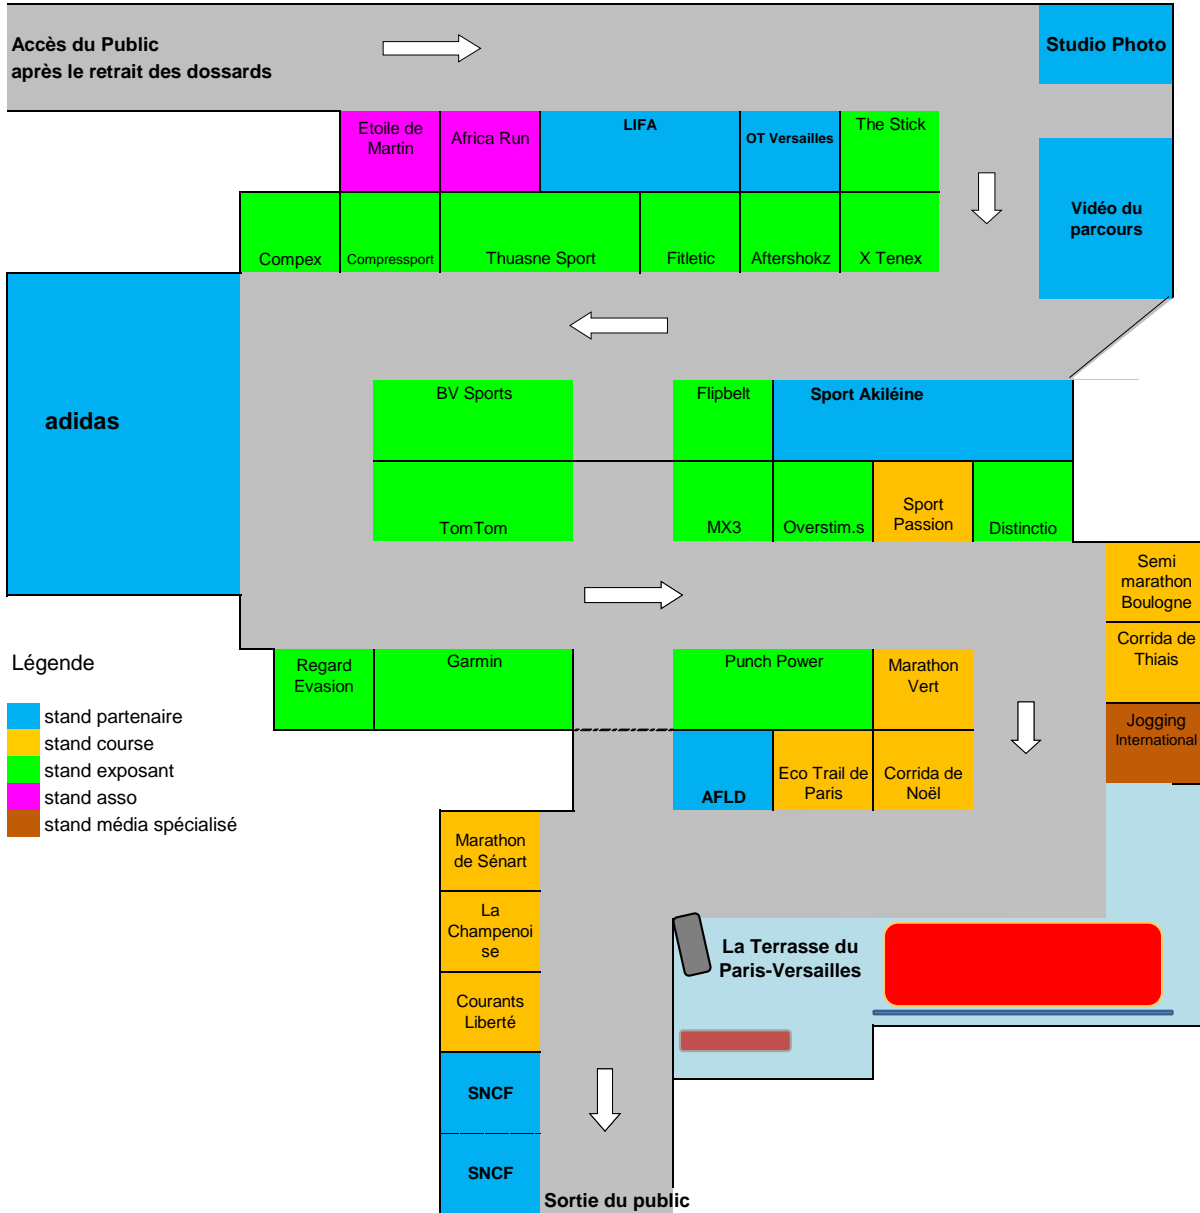 Accès du Public
après le retrait des dossards
Studio Photo
Etoile de
Martin
Africa Run
LIFA
OT Versailles
The Stick
Vidéo du
parcours
Compex
Compressport
Thuasne Sport
Fitletic
Aftershokz
X Tenex
adidas
BV Sports
Flipbelt
Sport Akiléine
TomTom
MX3
Overstim.s
Sport
Passion
Distinctio
Semi
marathon
Boulogne
Corrida de
Thiais
Jogging
International
Regard
Evasion
Garmin
Punch Power
Marathon
Vert
AFLD
Eco Trail de
Paris
Corrida de
Noël
Légende
stand partenaire
stand course
stand exposant
stand asso
stand média spécialisé
Marathon
de Sénart
La
Champenoi
se
Courants
Liberté
SNCF
SNCF
La Terrasse du
Paris-Versailles
Sortie du public